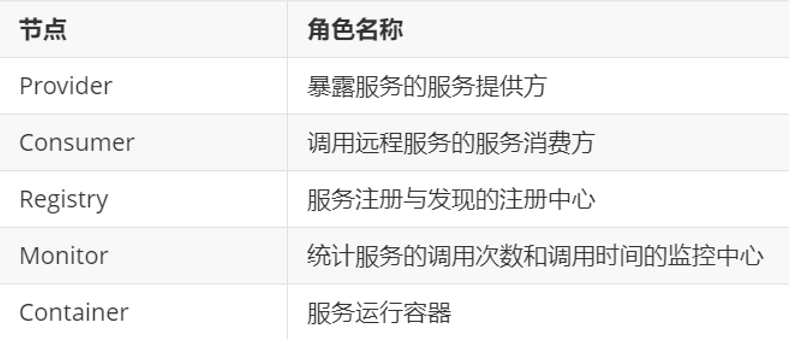 节点 角色名称
Provider 暴露服务的服务提供方
Consumer 调用远程服务的服务消费方
Registry 服务注册与发现的注册中心
Monitor 统计服务的调用次数和调用时间的监控中心
Container 服务运行容器